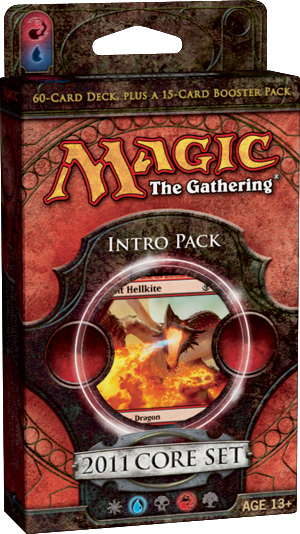 60-CARD DECK, PLUS A 15-CARD BOOSTER PACK
MAGIC
The Gathering®
INTRO PACK
Hellkite
Dragon
2011 CORE SET
AGE 13+